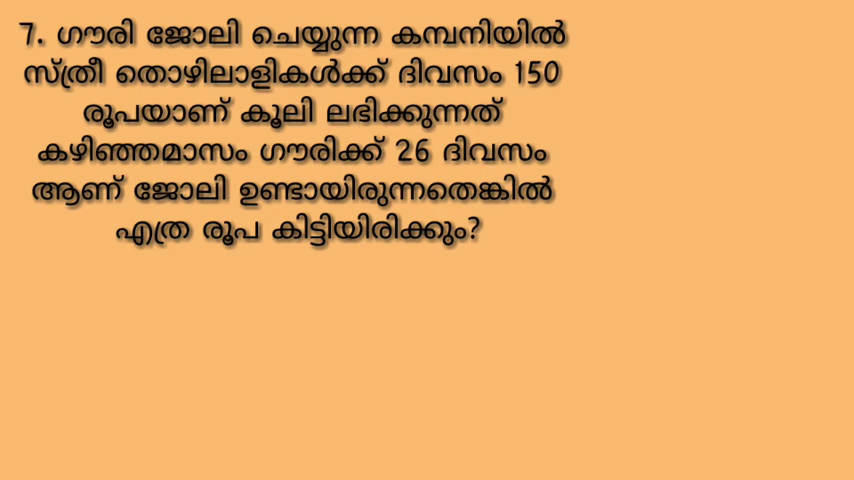 7. ഗൗരി ജോലി ചെയ്യുന്ന കമ്പനിയിൽ
സ്ത്രീ തൊഴിലാളികൾക്ക് ദിവസം 150
രൂപയാണ് കൂലി ലഭിക്കുന്നത്
കഴിഞ്ഞമാസം ഗൗരിക്ക് 26 ദിവസം
ആണ് ജോലി ഉണ്ടായിരുന്നതെങ്കിൽ
എത്ര രൂപ കിട്ടിയിരിക്കും?